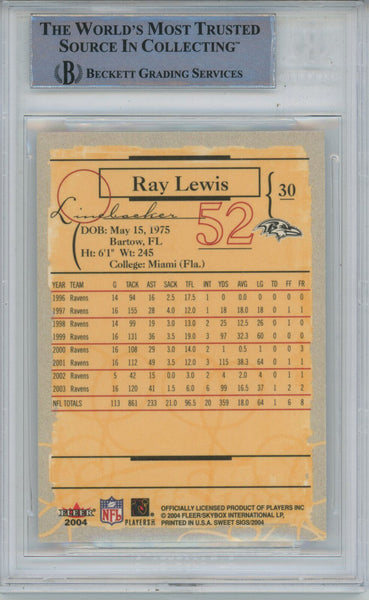 THE WORLD'S MOST TRUSTED
SOURCE IN COLLECTING™
B BECKETT GRADING SERVICES
Ray Lewis
30
Linebacker
52
DOB: May 15, 1975
Bartow, FL
Ht: 6'1" Wt: 245
College: Miami (Fla.)
YEAR TEAM G TACK AST SACK TFL INT YDS AVG LG TD FF FR
1996 Ravens 14 94 16 2.5 17.5 1 0 0.0 0 0 0 0
1997 Ravens 16 155 28 4.0 12.0 1 18 18.0 18 0 1 1
1998 Ravens 14 99 19 3.0 13.0 2 25 12.5 26 0 1 0
1999 Ravens 16 131 36 3.5 19.0 3 97 32.3 60 0 0 0
2000 Ravens 16 108 29 3.0 14.0 2 1 0.5 1 0 0 3
2001 Ravens 16 112 49 3.5 12.0 3 115 38.3 64 0 1 1
2002 Ravens 5 42 15 0.0 3.0 2 4 2.0 4 0 1 1
2003 Ravens 16 120 41 1.5 6.0 6 99 16.5 37 1 2 2
NFL TOTALS 113 861 233 21.0 96.5 20 359 18.0 64 1 6 8
FLEER
2004
NFL
PLAYERS INC
OFFICIALLY LICENSED PRODUCT OF PLAYERS INC
© 2004 FLEER/SKYBOX INTERNATIONAL LP,
PRINTED IN U.S.A. SWEET SIGS/2004